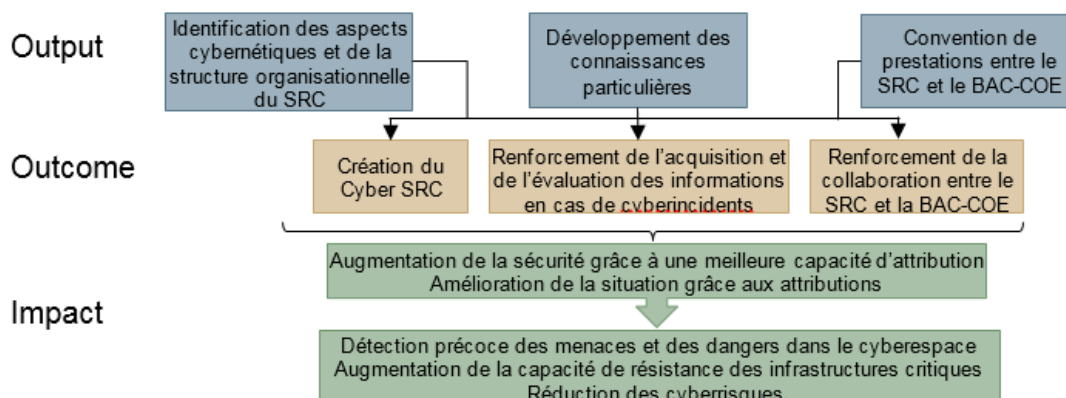 Output
Identification des aspects
cybernétiques et de la
structure organisationnelle
du SRC
Développement des
connaissances
particulières
Convention de
prestations entre le
SRC et le BAC-COE
Outcome
Création du
Cyber SRC
Renforcement de l'acquisition et
de l'évaluation des informations
en cas de cyberincidents
Renforcement de la
collaboration entre le
SRC et la BAC-COE
Impact
Augmentation de la sécurité grâce à une meilleure capacité d'attribution
Amélioration de la situation grâce aux attributions
Détection précoce des menaces et des dangers dans le cyberespace
Augmentation de la capacité de résistance des infrastructures critiques
Réduction des cyberrisques